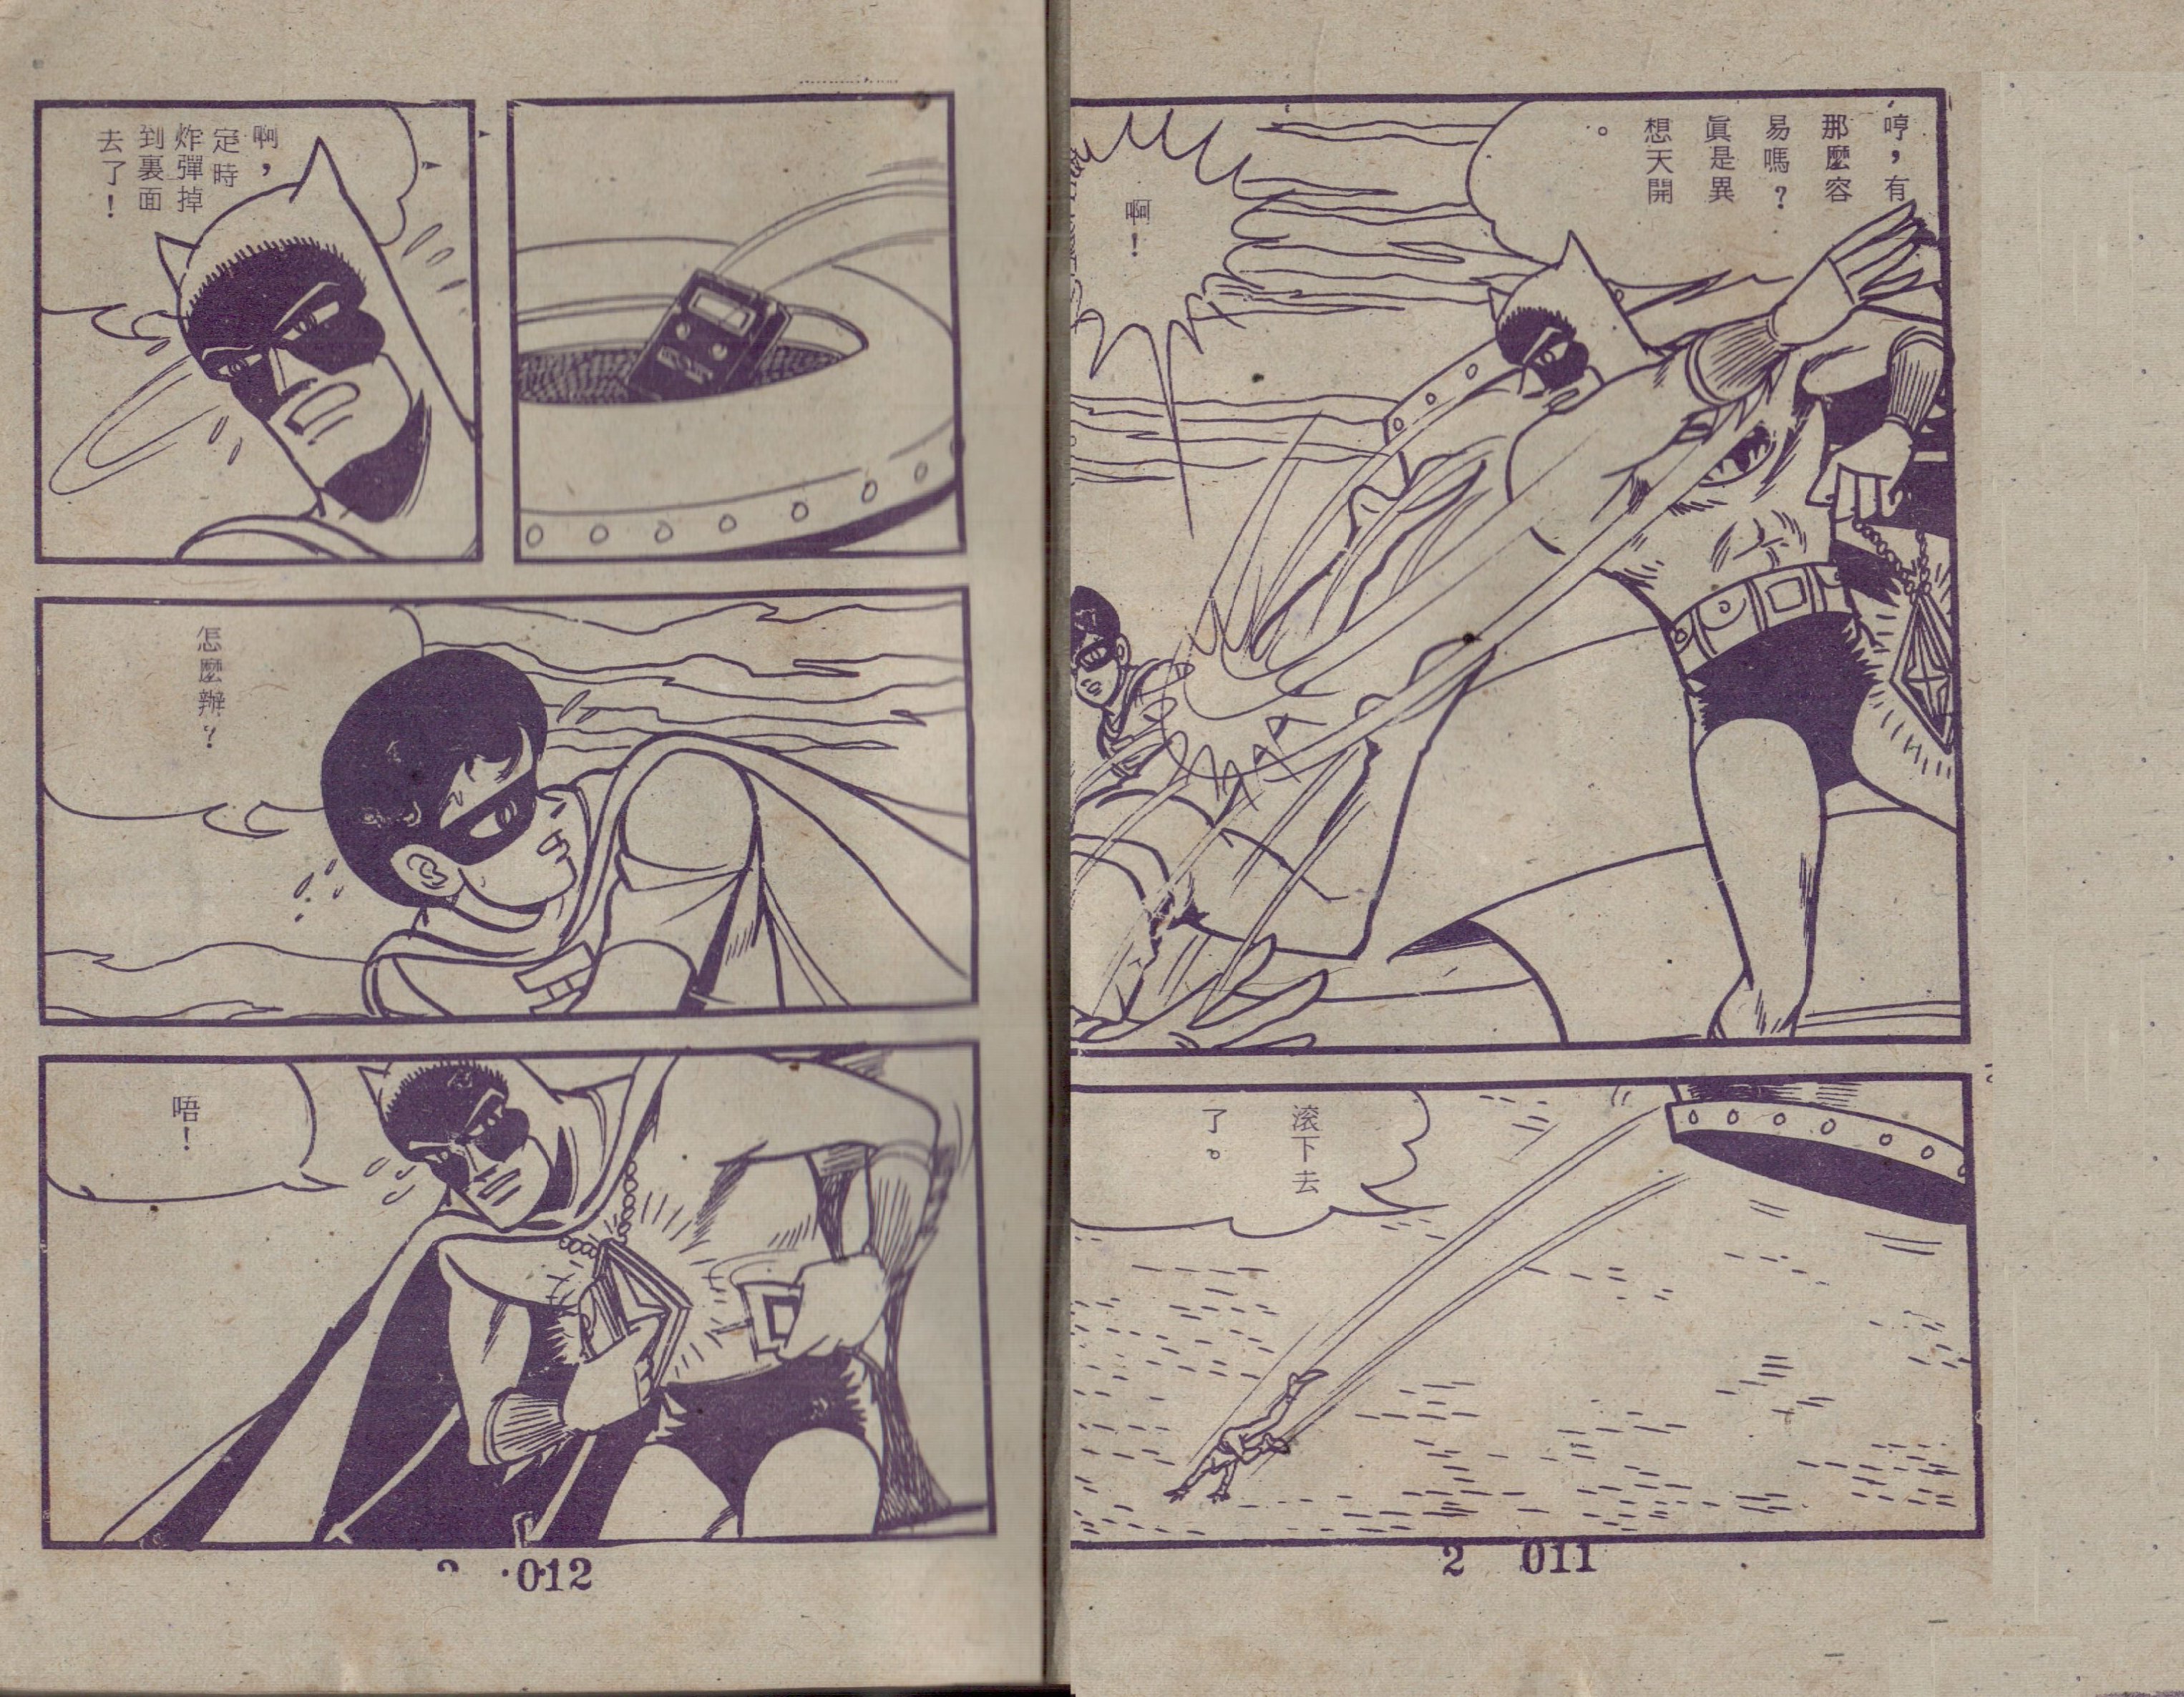 哼，有
那麼容
易嗎？
眞是異
想天開
。
啊！
滚下去
了。
2 011
啊，
定時
炸彈掉
到裏面
去了！
怎麼辦？
唔！
2 012